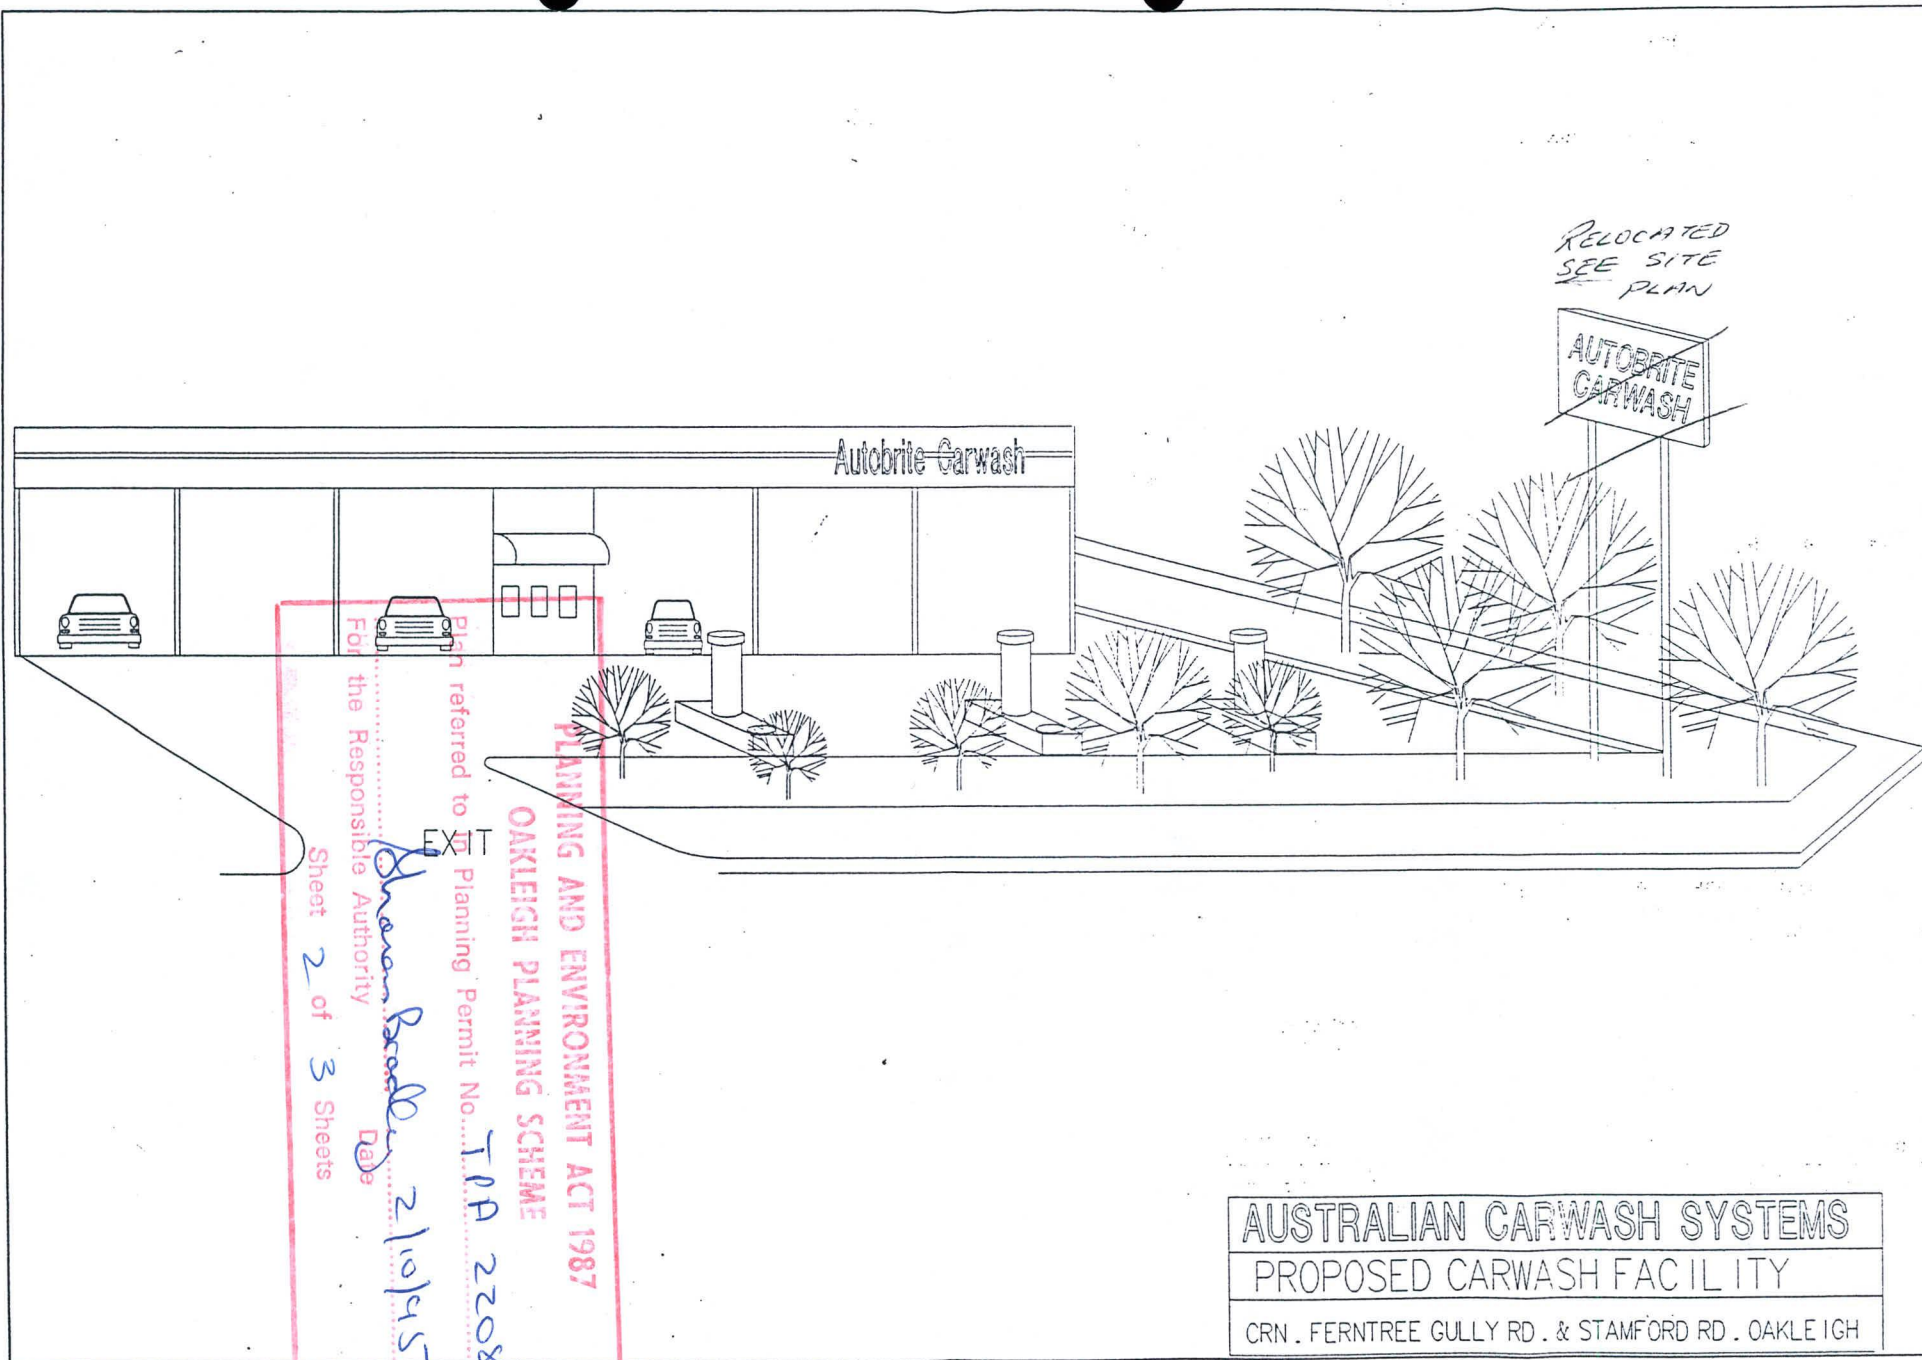 RELOCATED
SEE SITE
PLAN
AUTOBRITE
CARWASH
Autobrite Carwash
EXIT
PLANNING AND ENVIRONMENT ACT 1987
OAKLEIGH PLANNING SCHEME
Plan referred to in Planning Permit No. TPA 2208
2/10/95
For the Responsible Authority Date
Sheet 2 of 3 Sheets
AUSTRALIAN CARWASH SYSTEMS
PROPOSED CARWASH FACILITY
CRN. FERNTREE GULLY RD. & STAMFORD RD. OAKLEIGH